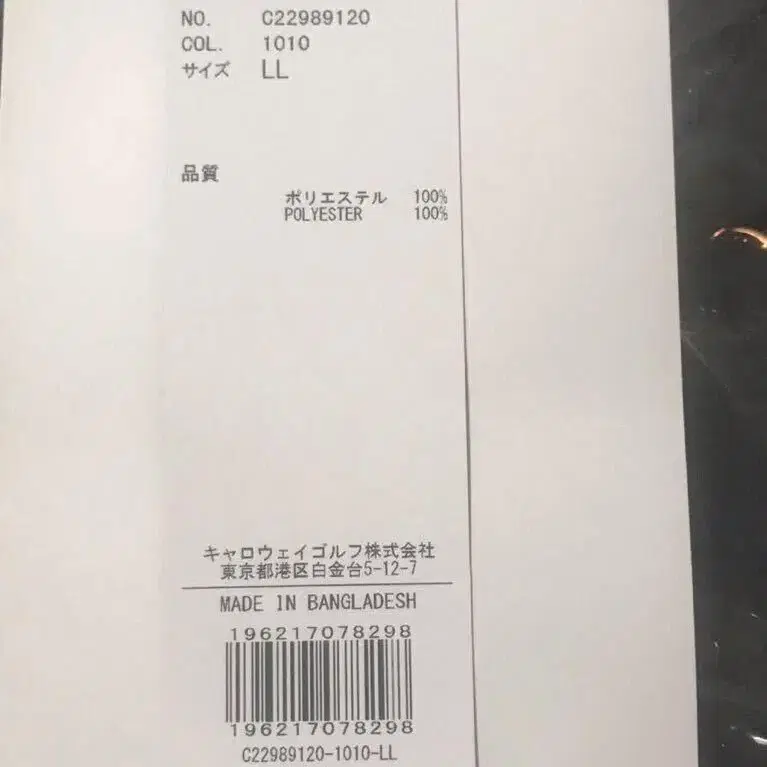 NO. C22989120
COL. 1010
サイズ LL
品質
ポリエステル 100%
POLYESTER 100%
キャロウェイゴルフ株式会社
東京都港区白金台5-12-7
MADE IN BANGLADESH
196217078298
196217078298
C22989120-1010-LL